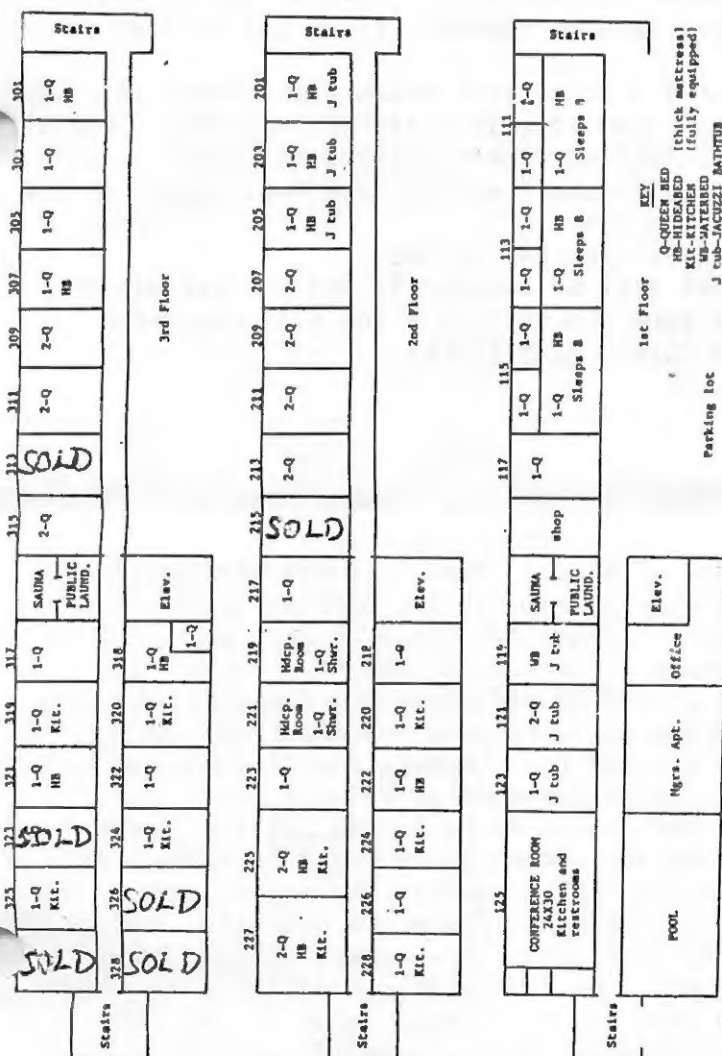 Stairs
SOLD
325
1-Q
Kit.
323
SOLD
321
1-Q
HB
319
1-Q
Kit.
317
1-Q
SAUNA
PUBLIC
LAUND.
315
2-Q
313
SOLD
311
2-Q
309
2-Q
307
1-Q
HB
305
1-Q
303
1-Q
301
1-Q
HB
Stairs
328
SOLD
326
SOLD
324
1-Q
Kit.
322
1-Q
320
1-Q
Kit.
318
1-Q
HB
1-Q
Elev.
3rd Floor
Stairs
227
2-Q
HB
Kit.
225
2-Q
HB
Kit.
223
1-Q
221
Hdcp.
Room
1-Q
Shwr.
219
Hdcp.
Room
1-Q
Shwr.
217
1-Q
215
SOLD
213
2-Q
211
2-Q
209
2-Q
207
2-Q
205
1-Q
HB
J tub
203
1-Q
HB
J tub
201
1-Q
HB
J tub
Stairs
228
1-Q
Kit.
226
1-Q
224
1-Q
Kit.
222
1-Q
HB
220
1-Q
Kit.
218
1-Q
Elev.
2nd Floor
Stairs
125
CONFERENCE ROOM
24X30
Kitchen and
restrooms
123
1-Q
J tub
121
2-Q
J tub
119
WB
J tub
SAUNA
PUBLIC
LAUND.
shop
117
1-Q
115
1-Q
1-Q
1-Q
HB
Sleeps 8
113
1-Q
1-Q
1-Q
HB
Sleeps 8
111
1-Q
1-Q
1-Q
HB
Sleeps 8
Stairs
POOL
Mgrs. Apt.
Office
Elev.
1st Floor
Parking lot
KEY
Q-QUEEN BED
HB-HIDEABED (thick mattress)
Kit-KITCHEN (fully equipped)
WB-WATERBED
J tub-JACUZZI BATHTUB